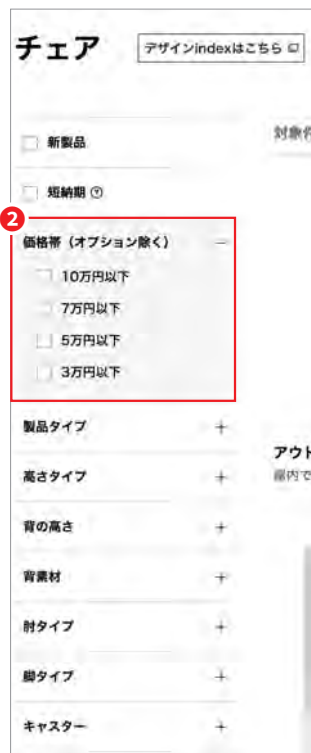 チェア
デザインindexはこちら
対象
新製品
短納期 ?
2
価格帯（オプション除く） −
10万円以下
7万円以下
5万円以下
3万円以下
製品タイプ +
アウト
高さタイプ +
屋内で
背の高さ +
背素材 +
肘タイプ +
脚タイプ +
キャスター +